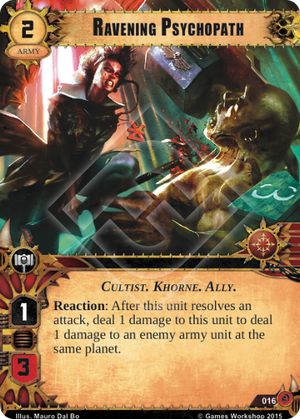 2
ARMY
RAVENING PSYCHOPATH
CULTIST. KHORNE. ALLY.
Reaction: After this unit resolves an
attack, deal 1 damage to this unit to deal
1 damage to an enemy army unit at the
same planet.
1
3
016
Illus. Mauro Dal Bo
© Games Workshop 2015